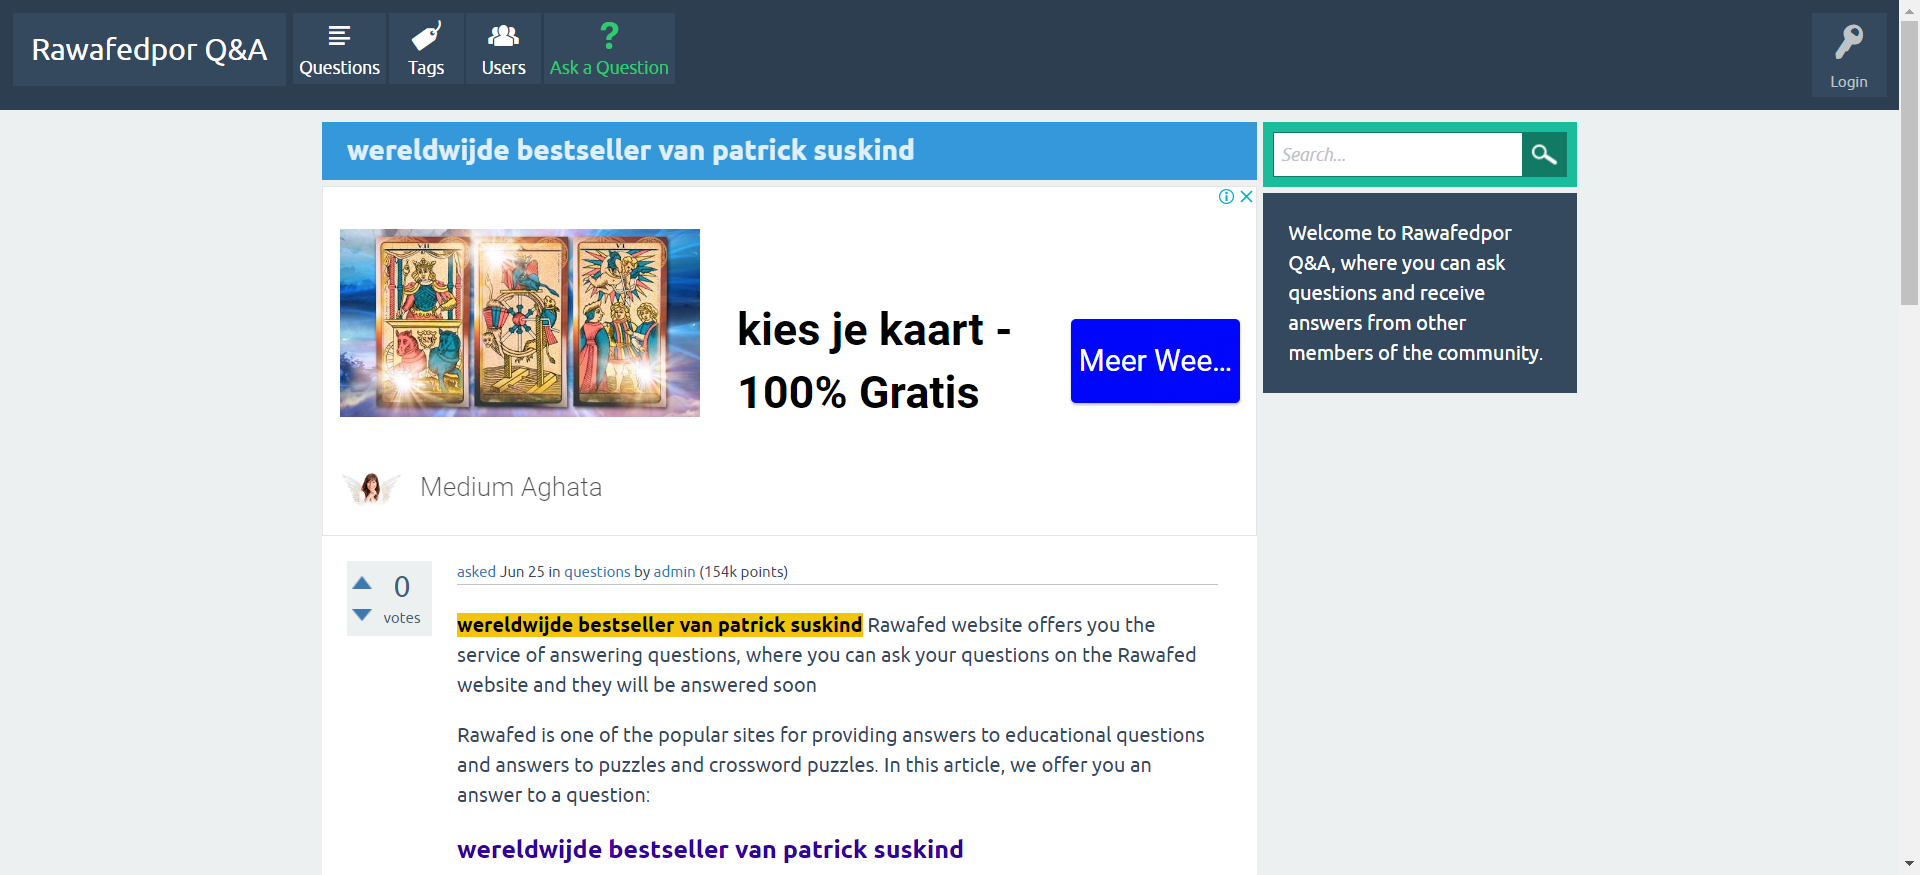 Rawafedpor Q&A
Questions
Tags
Users
Ask a Question
Login
wereldwijde bestseller van patrick suskind
Search...
Welcome to Rawafedpor
Q&A, where you can ask
questions and receive
answers from other
members of the community.
kies je kaart -
100% Gratis
Meer Wee...
Medium Aghata
0
votes
asked Jun 25 in questions by admin (154k points)
wereldwijde bestseller van patrick suskind Rawafed website offers you the
service of answering questions, where you can ask your questions on the Rawafed
website and they will be answered soon
Rawafed is one of the popular sites for providing answers to educational questions
and answers to puzzles and crossword puzzles. In this article, we offer you an
answer to a question:
wereldwijde bestseller van patrick suskind